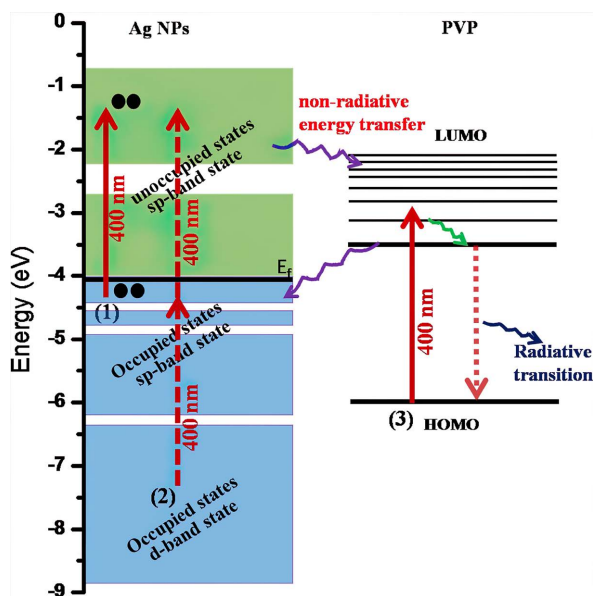 Ag NPs
PVP
Energy (eV)
0
-1
-2
-3
-4
-5
-6
-7
-8
-9
unoccupied states
sp-band state
400 nm
400 nm
E_f
(1)
Occupied states
sp-band state
400 nm
(2)
Occupied states
d-band state
non-radiative
energy transfer
LUMO
400 nm
Radiative
transition
(3)
HOMO